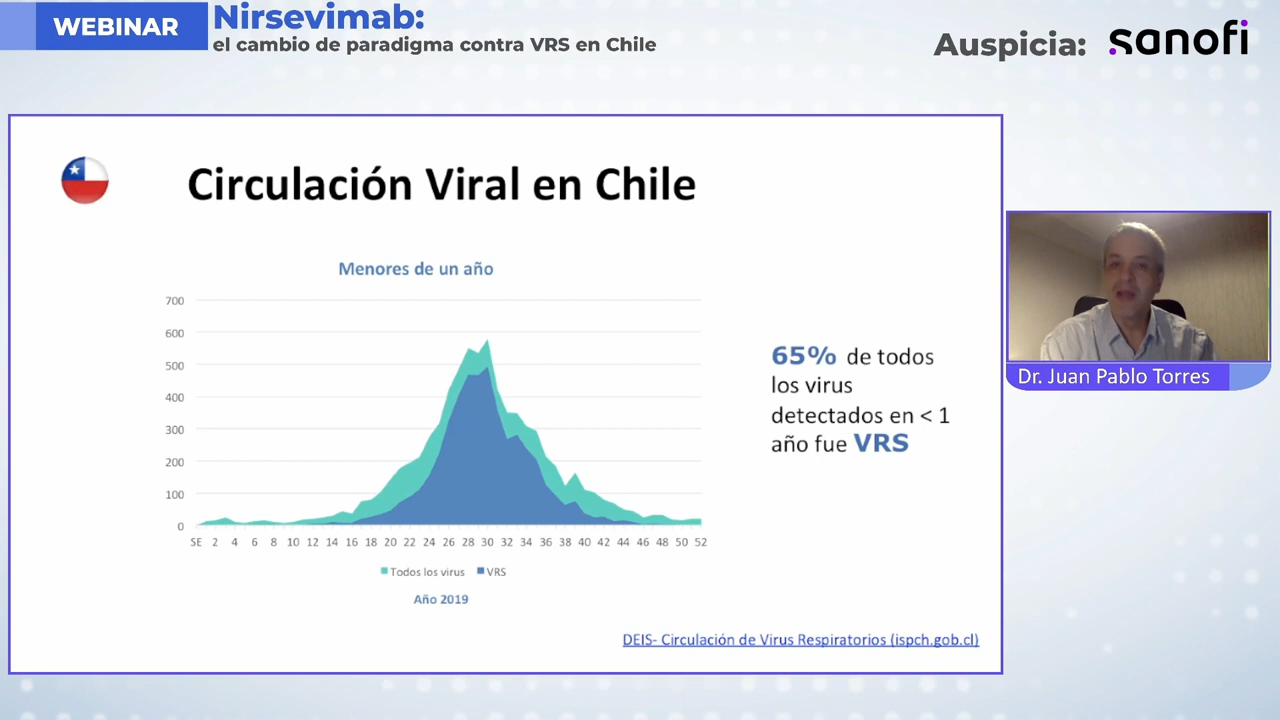 WEBINAR
Nirsevimab:
el cambio de paradigma contra VRS en Chile
Auspicia: sanofi
Circulación Viral en Chile
Menores de un año
700
600
500
400
300
200
100
0
SE 2 4 6 8 10 12 14 16 18 20 22 24 26 28 30 32 34 36 38 40 42 44 46 48 50 52
Todos los virus VRS
Año 2019
65% de todos
los virus
detectados en < 1
año fue VRS
DEIS- Circulación de Virus Respiratorios (ispch.gob.cl)
Dr. Juan Pablo Torres